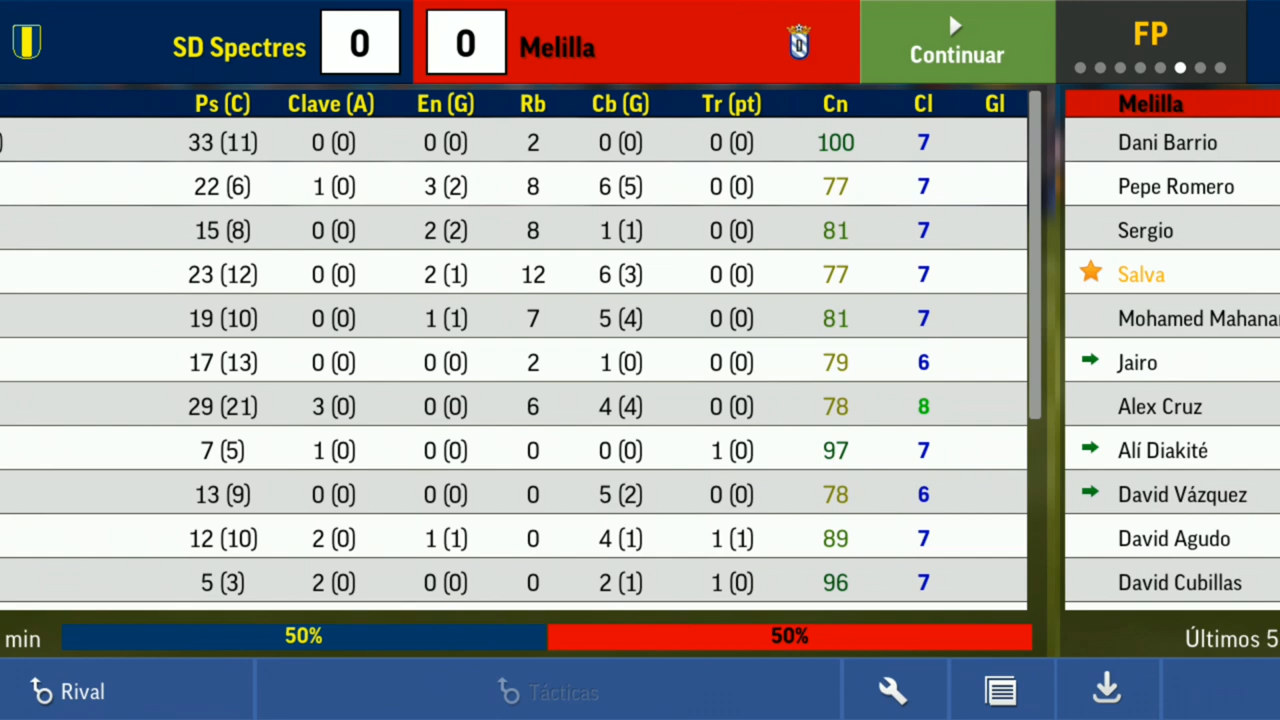 SD Spectres 0 0 Melilla Continuar FP
Ps (C) Clave (A) En (G) Rb Cb (G) Tr (pt) Cn Cl Gl Melilla
) 33 (11) 0 (0) 0 (0) 2 0 (0) 0 (0) 100 7 Dani Barrio
22 (6) 1 (0) 3 (2) 8 6 (5) 0 (0) 77 7 Pepe Romero
15 (8) 0 (0) 2 (2) 8 1 (1) 0 (0) 81 7 Sergio
23 (12) 0 (0) 2 (1) 12 6 (3) 0 (0) 77 7 Salva
19 (10) 0 (0) 1 (1) 7 5 (4) 0 (0) 81 7 Mohamed Mahana
17 (13) 0 (0) 0 (0) 2 1 (0) 0 (0) 79 6 Jairo
29 (21) 3 (0) 0 (0) 6 4 (4) 0 (0) 78 8 Alex Cruz
7 (5) 1 (0) 0 (0) 0 0 (0) 1 (0) 97 7 Alí Diakité
13 (9) 0 (0) 0 (0) 0 5 (2) 0 (0) 78 6 David Vázquez
12 (10) 2 (0) 1 (1) 0 4 (1) 1 (1) 89 7 David Agudo
5 (3) 2 (0) 0 (0) 0 2 (1) 1 (0) 96 7 David Cubillas
min 50% 50% Últimos 5
Rival Tácticas